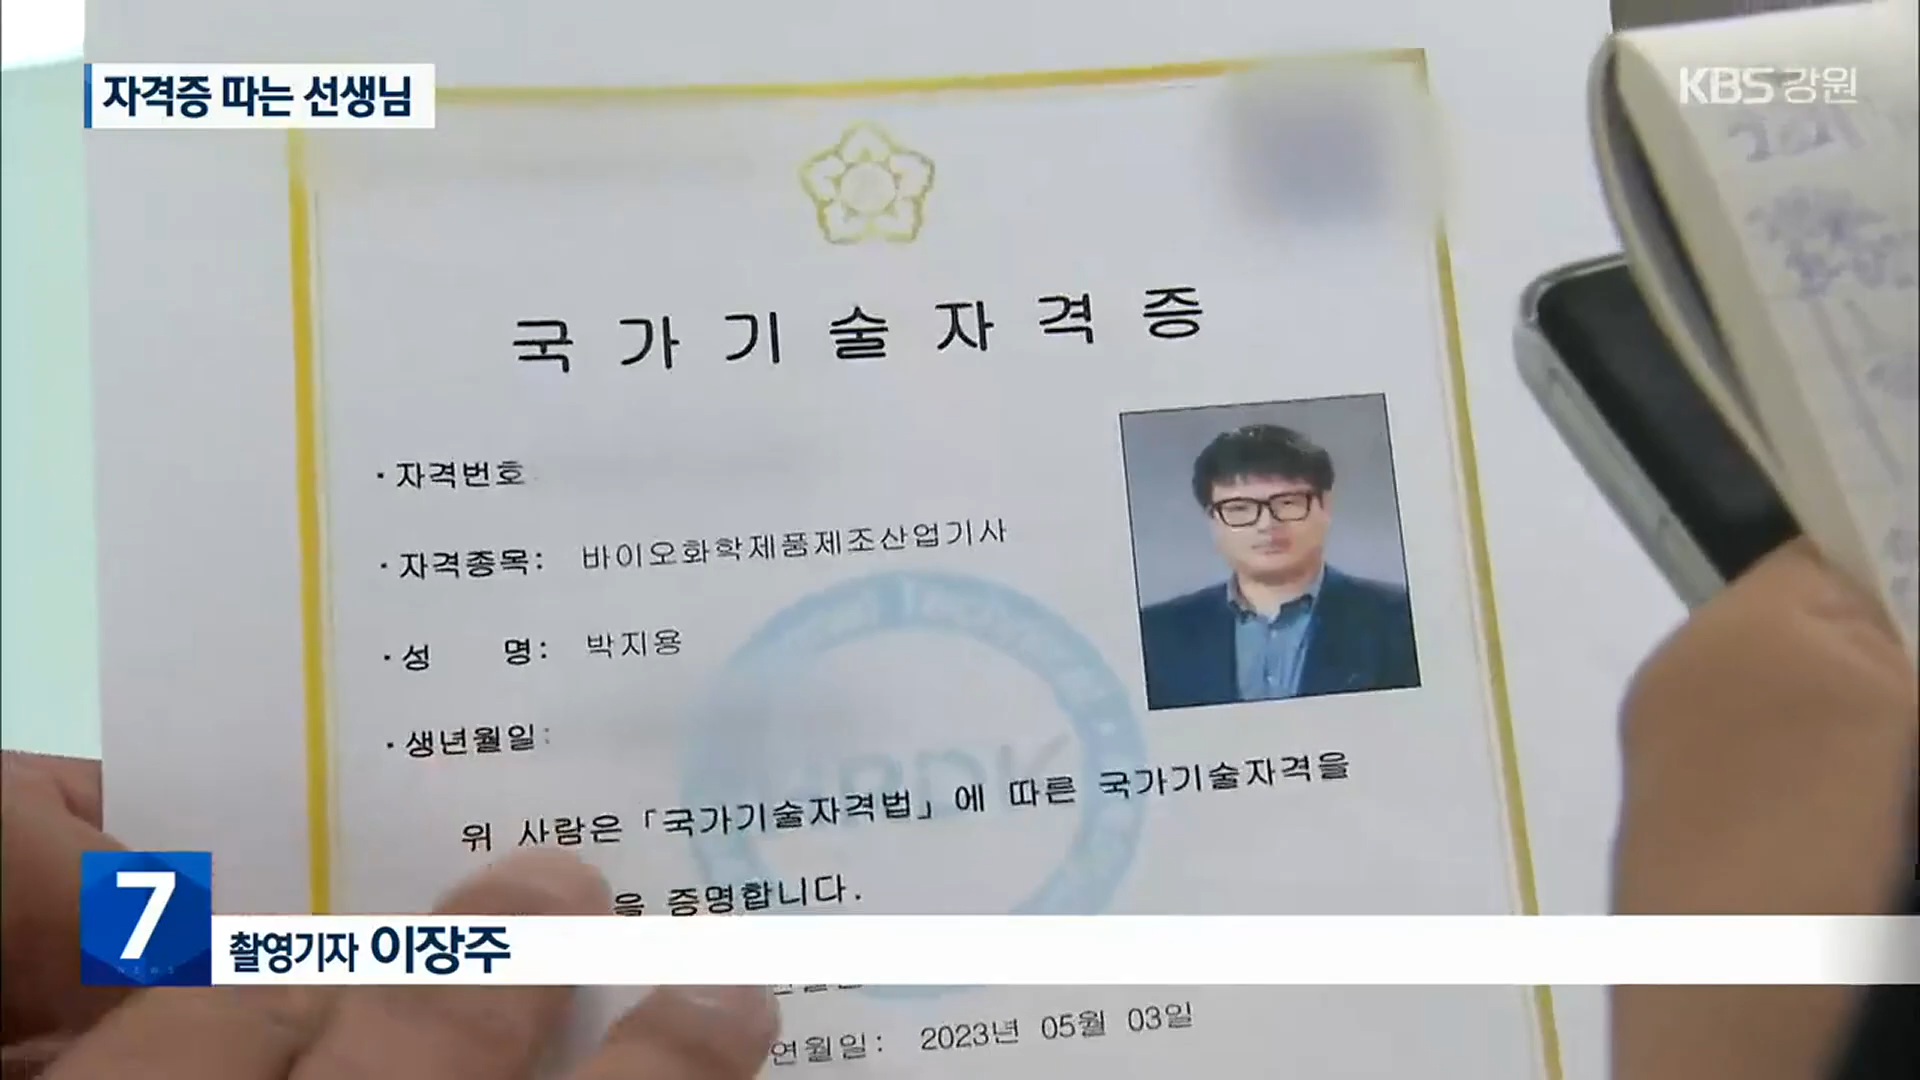 자격증 따는 선생님
KBS 강원
국가기술자격증
· 자격번호
· 자격종목: 바이오화학제품제조산업기사
· 성 명: 박지용
· 생년월일:
위 사람은 「국가기술자격법」에 따른 국가기술자격을
을 증명합니다.
7
NEWS
촬영기자 이장주
연월일: 2023년 05월 03일